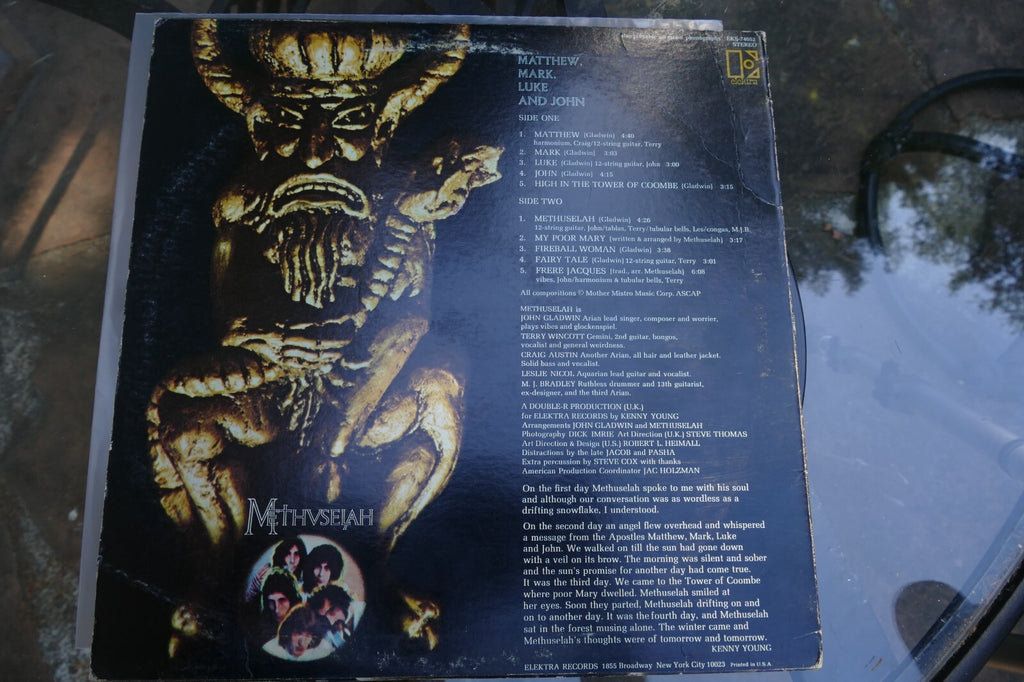 EKS-74052
STEREO
elektra
MATTHEW,
MARK,
LUKE
AND JOHN
SIDE ONE
1. MATTHEW (Gladwin) 4:40
harmonium, Craig/12-string guitar, Terry
2. MARK (Gladwin) 3:03
3. LUKE (Gladwin) 12-string guitar, John 3:00
4. JOHN (Gladwin) 4:15
5. HIGH IN THE TOWER OF COOMBE (Gladwin) 3:15
SIDE TWO
1. METHUSELAH (Gladwin) 4:26
12-string guitar, John/tablas, Terry/tubular bells, Les/congas, M.J.B.
2. MY POOR MARY (written & arranged by Methuselah) 3:17
3. FIREBALL WOMAN (Gladwin) 3:38
4. FAIRY TALE (Gladwin) 12-string guitar, Terry 3:01
5. FRERE JACQUES (trad., arr. Methuselah) 6:08
vibes, John/harmonium & tubular bells, Terry
All compositions © Mother Mistro Music Corp. ASCAP
METHUSELAH is
JOHN GLADWIN Arian lead singer, composer and worrier,
plays vibes and glockenspiel.
TERRY WINCOTT Gemini, 2nd guitar, bongos,
vocalist and general weirdness.
CRAIG AUSTIN Another Arian, all hair and leather jacket.
Solid bass and vocalist.
LESLIE NICOL Aquarian lead guitar and vocalist.
M. J. BRADLEY Ruthless drummer and 13th guitarist,
ex-designer, and the third Arian.
A DOUBLE-R PRODUCTION (U.K.)
for ELEKTRA RECORDS by KENNY YOUNG
Arrangements JOHN GLADWIN and METHUSELAH
Photography DICK IMRIE Art Direction (U.K.) STEVE THOMAS
Art Direction & Design (U.S.) ROBERT L. HEIMALL
Distractions by the late JACOB and PASHA
Extra percussion by STEVE COX with thanks
American Production Coordinator JAC HOLZMAN
On the first day Methuselah spoke to me with his soul
and although our conversation was as wordless as a
drifting snowflake, I understood.
On the second day an angel flew overhead and whispered
a message from the Apostles Matthew, Mark, Luke
and John. We walked on till the sun had gone down
with a veil on its brow. The morning was silent and sober
and the sun's promise for another day had come true.
It was the third day. We came to the Tower of Coombe
where poor Mary dwelled. Methuselah smiled at
her eyes. Soon they parted, Methuselah drifting on and
on to another day. It was the fourth day, and Methuselah
sat in the forest musing alone. The winter came and
Methuselah's thoughts were of tomorrow and tomorrow.
KENNY YOUNG
METHVSELAH
ELEKTRA RECORDS 1855 Broadway New York City 10023 Printed in U.S.A